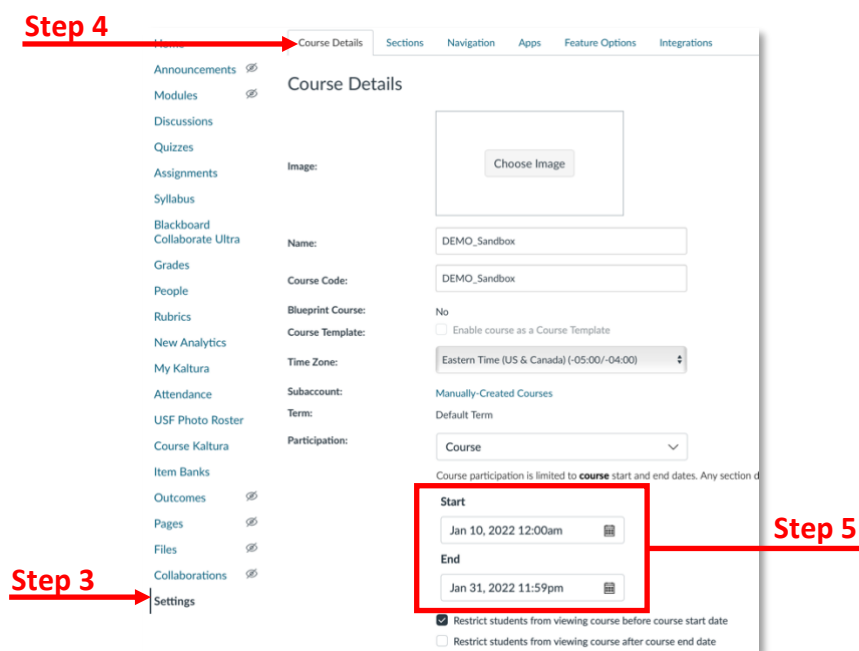 Step 4
Home
Announcements
Modules
Discussions
Quizzes
Assignments
Syllabus
Blackboard
Collaborate Ultra
Grades
People
Rubrics
New Analytics
My Kaltura
Attendance
USF Photo Roster
Course Kaltura
Item Banks
Outcomes
Pages
Files
Collaborations
Step 3
Settings
Course Details Sections Navigation Apps Feature Options Integrations
Course Details
Image:
Choose Image
Name: DEMO_Sandbox
Course Code: DEMO_Sandbox
Blueprint Course: No
Course Template: Enable course as a Course Template
Time Zone: Eastern Time (US & Canada) (-05:00/-04:00)
Subaccount: Manually-Created Courses
Term: Default Term
Participation: Course
Course participation is limited to course start and end dates. Any section d
Start
Jan 10, 2022 12:00am
End
Jan 31, 2022 11:59pm
Step 5
Restrict students from viewing course before course start date
Restrict students from viewing course after course end date